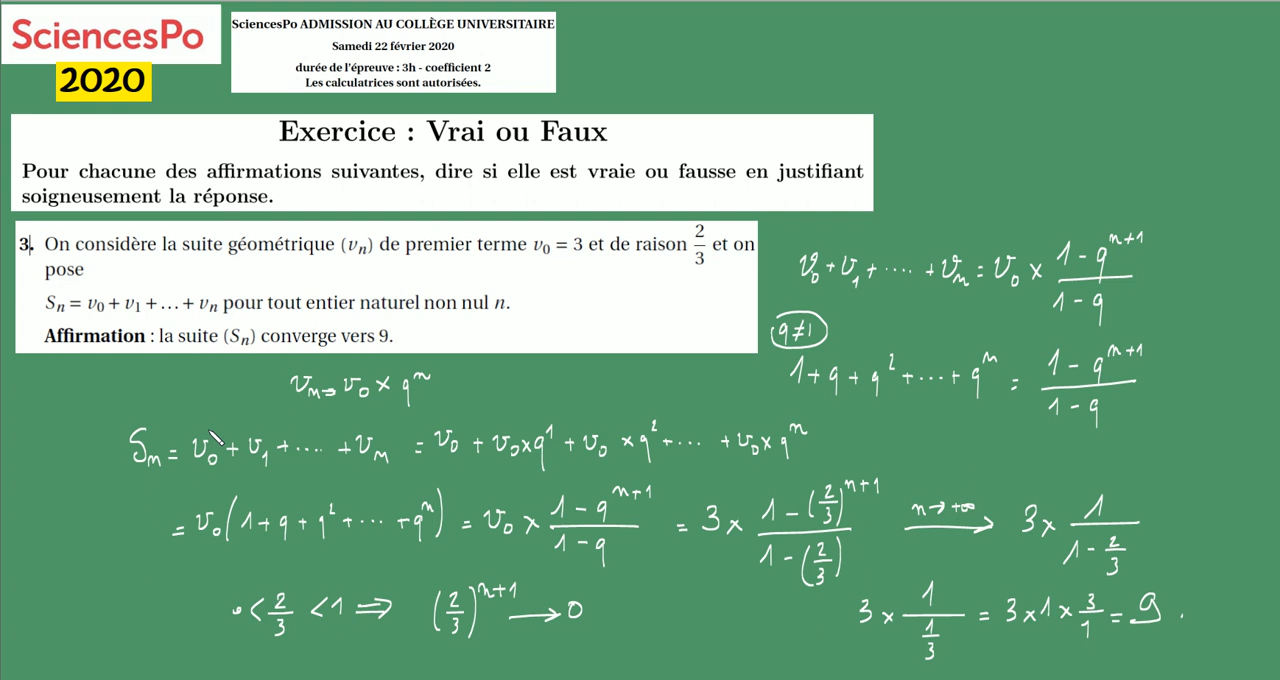 SciencesPo
2020
SciencesPo ADMISSION AU COLLÈGE UNIVERSITAIRE
Samedi 22 février 2020
durée de l'épreuve : 3h - coefficient 2
Les calculatrices sont autorisées.
Exercice : Vrai ou Faux
Pour chacune des affirmations suivantes, dire si elle est vraie ou fausse en justifiant
soigneusement la réponse.
3. On considère la suite géométrique (vₙ) de premier terme v₀ = 3 et de raison 2/3 et on
pose
Sₙ = v₀ + v₁ + … + vₙ pour tout entier naturel non nul n.
Affirmation : la suite (Sₙ) converge vers 9.
v₀ + v₁ + .... + vₙ = v₀ × (1 - q^(n+1))/(1 - q)
q ≠ 1
1 + q + q² + ... + qⁿ = (1 - q^(n+1))/(1 - q)
vₙ = v₀ × qⁿ
Sₙ = v₀ + v₁ + .... + vₙ = v₀ + v₀ × q¹ + v₀ × q² + ... + v₀ × qⁿ
= v₀(1 + q + q² + ... + qⁿ) = v₀ × (1 - q^(n+1))/(1 - q) = 3 × (1 - (2/3)^(n+1))/(1 - (2/3)) n → +∞ ⟶ 3 × 1/(1 - 2/3)
0 < 2/3 < 1 ⇒ (2/3)^(n+1) ⟶ 0
3 × 1/(1/3) = 3 × 1 × 3/1 = 9.